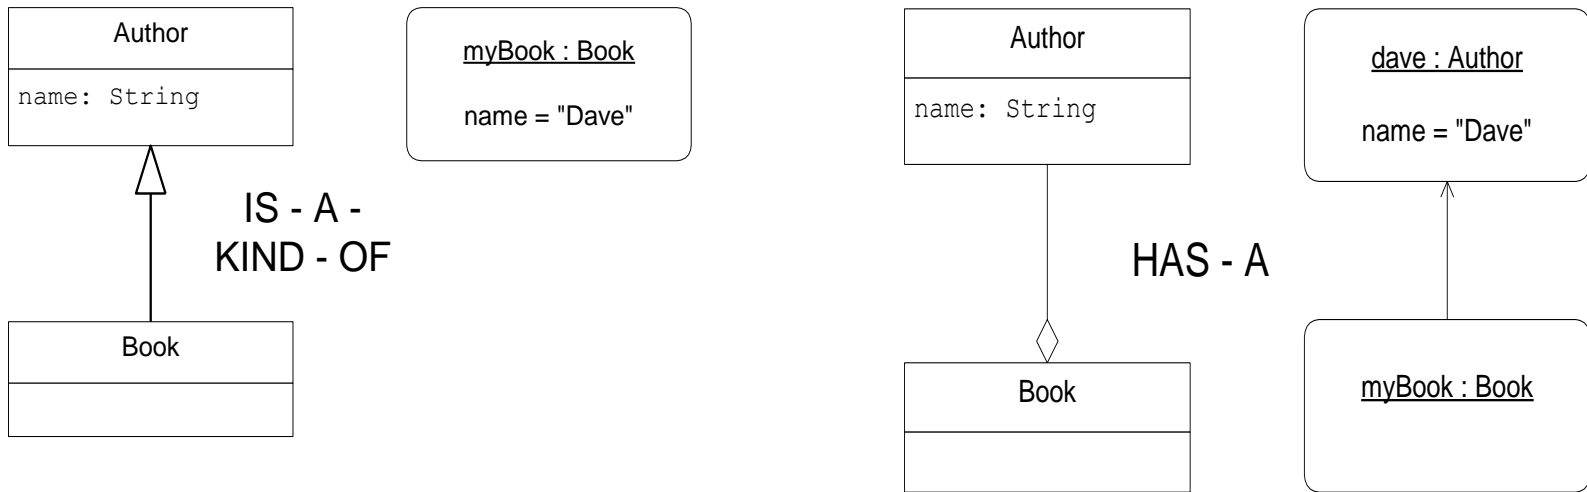 Author
name: String
IS - A -
KIND - OF
Book
myBook : Book
name = "Dave"
Author
name: String
HAS - A
Book
dave : Author
name = "Dave"
myBook : Book